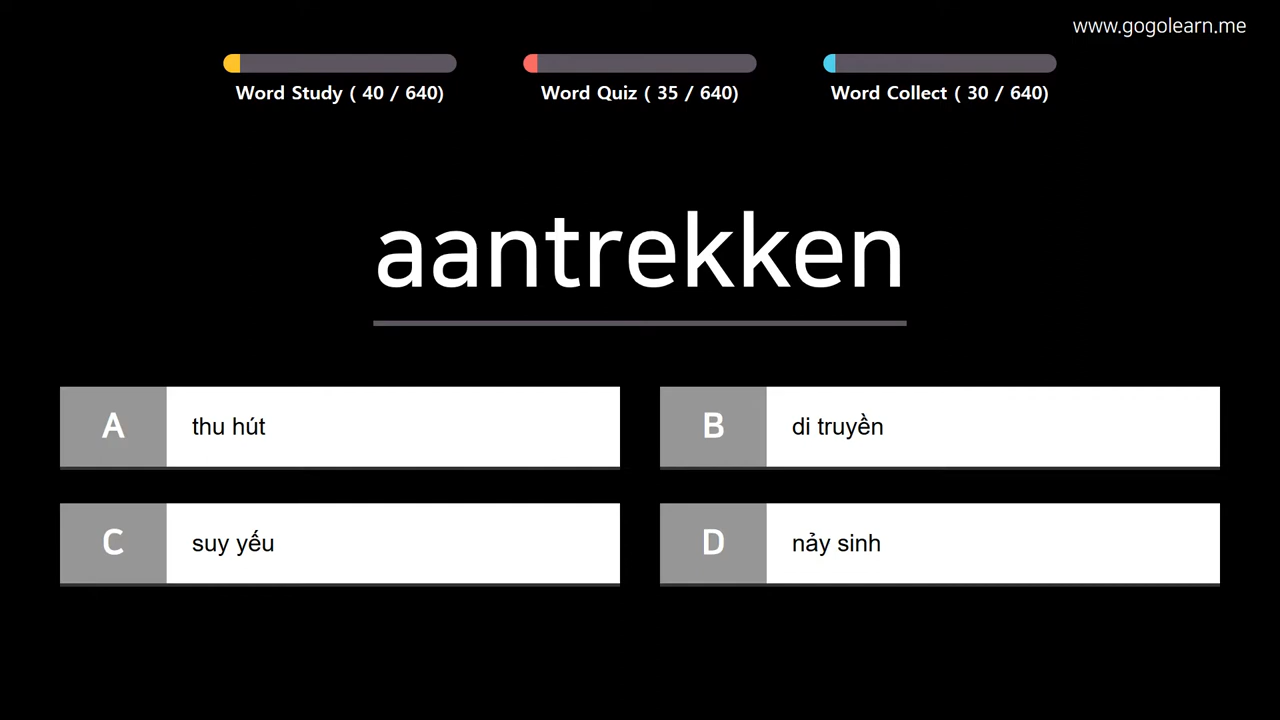 www.gogolearn.me
Word Study ( 40 / 640)
Word Quiz ( 35 / 640)
Word Collect ( 30 / 640)
aantrekken
A thu hút
B di truyền
C suy yếu
D nảy sinh